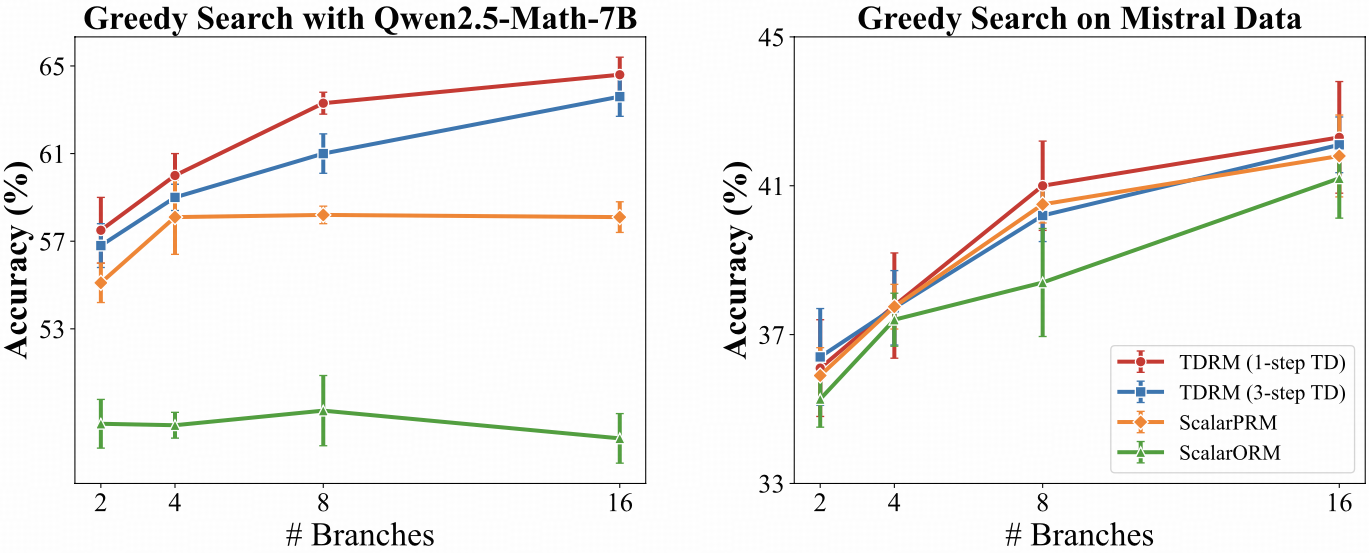 Greedy Search with Qwen2.5-Math-7B
65
61
57
53
Accuracy (%)
2 4 8 16
# Branches
Greedy Search on Mistral Data
45
41
37
33
Accuracy (%)
TDRM (1-step TD)
TDRM (3-step TD)
ScalarPRM
ScalarORM
2 4 8 16
# Branches